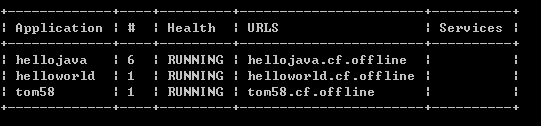 Application # Health URLS Services
hellojava 6 RUNNING hellojava.cf.offline
helloworld 1 RUNNING helloworld.cf.offline
tom58 1 RUNNING tom58.cf.offline